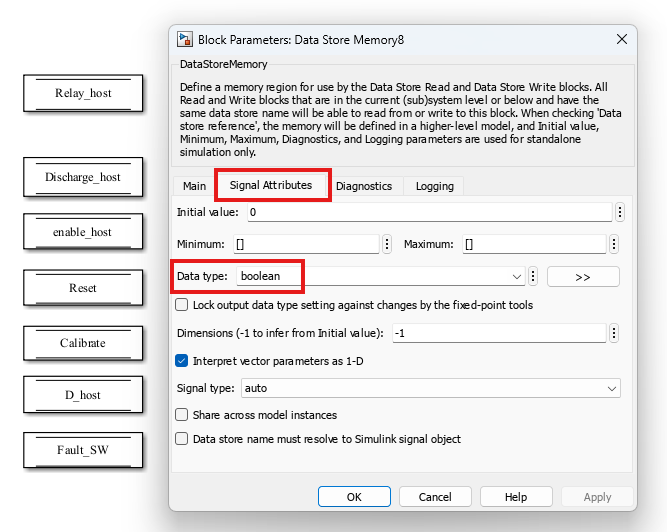 Relay_host
Discharge_host
enable_host
Reset
Calibrate
D_host
Fault_SW
Block Parameters: Data Store Memory8
DataStoreMemory
Define a memory region for use by the Data Store Read and Data Store Write blocks. All
Read and Write blocks that are in the current (sub)system level or below and have the
same data store name will be able to read from or write to this block. When checking 'Data
store reference', the memory will be defined in a higher-level model, and Initial value,
Minimum, Maximum, Diagnostics, and Logging parameters are used for standalone
simulation only.
Main Signal Attributes Diagnostics Logging
Initial value: 0
Minimum: [] Maximum: []
Data type: boolean >>
Lock output data type setting against changes by the fixed-point tools
Dimensions (-1 to infer from Initial value): -1
Interpret vector parameters as 1-D
Signal type: auto
Share across model instances
Data store name must resolve to Simulink signal object
OK Cancel Help Apply